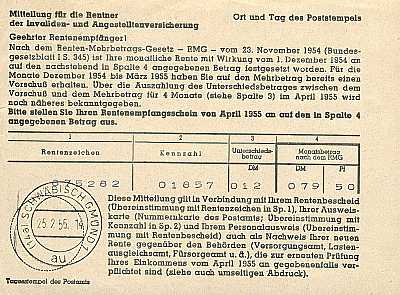 Mitteilung für die Rentner
der Invaliden- und Angestelltenversicherung
Ort und Tag des Poststempels
Geehrter Rentenempfänger!
Nach dem Renten-Mehrbetrags-Gesetz – RMG – vom 23. November 1954 (Bundes-
gesetzblatt I S. 345) ist Ihre monatliche Rente mit Wirkung vom 1. Dezember 1954 an
auf den nachstehend in Spalte 4 angegebenen Betrag festgesetzt worden. Für die
Monate Dezember 1954 bis März 1955 haben Sie auf den Mehrbetrag bereits einen
Vorschuß erhalten. Über die Auszahlung des Unterschiedsbetrages zwischen dem
Vorschuß und dem Mehrbetrag für 4 Monate (siehe Spalte 3) im April 1955 wird
noch näheres bekanntgegeben.
Bitte stellen Sie Ihren Rentenempfangsschein von April 1955 an auf den in Spalte 4
angegebenen Betrag aus.
2 3 4
Rentenzeichen Kennzahl Unterschieds-
betrag Monatsbetrag
nach dem RMG
DM DM Pf
75282 01857 012 079 50
Diese Mitteilung gilt in Verbindung mit Ihrem Rentenbescheid
(Übereinstimmung mit Rentenzeichen in Sp. 1), Ihrer Ausweis-
karte (Nummernkarte des Postamts; Übereinstimmung mit
Kennzahl in Sp. 2) und Ihrem Personalausweis (Übereinstim-
mung mit Rentenbescheid) auch als Nachweis Ihrer neuen
Rente gegenüber den Behörden (Versorgungsamt, Lasten-
ausgleichsamt, Fürsorgeamt u. ä.), die zur erneuten Prüfung
Ihres Einkommens vom April 1955 an gegebenenfalls ver-
pflichtet sind (siehe auch umseitigen Abdruck).
(14a) SCHWÄBISCH GMÜND 1
25.2.55. 14
au
Tagesstempel des Postamts